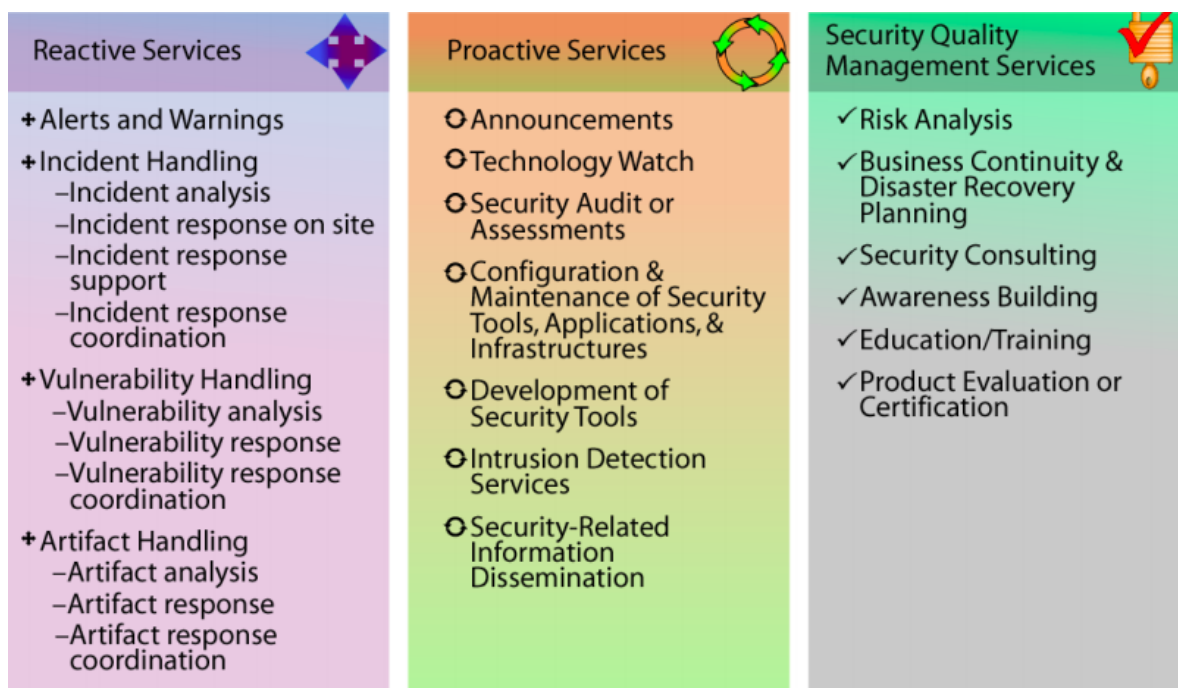 Reactive Services
+Alerts and Warnings
+Incident Handling
–Incident analysis
–Incident response on site
–Incident response
support
–Incident response
coordination
+Vulnerability Handling
–Vulnerability analysis
–Vulnerability response
–Vulnerability response
coordination
+Artifact Handling
–Artifact analysis
–Artifact response
–Artifact response
coordination
Proactive Services
Announcements
Technology Watch
Security Audit or
Assessments
Configuration &
Maintenance of Security
Tools, Applications, &
Infrastructures
Development of
Security Tools
Intrusion Detection
Services
Security-Related
Information
Dissemination
Security Quality
Management Services
✓Risk Analysis
✓Business Continuity &
Disaster Recovery
Planning
✓Security Consulting
✓Awareness Building
✓Education/Training
✓Product Evaluation or
Certification